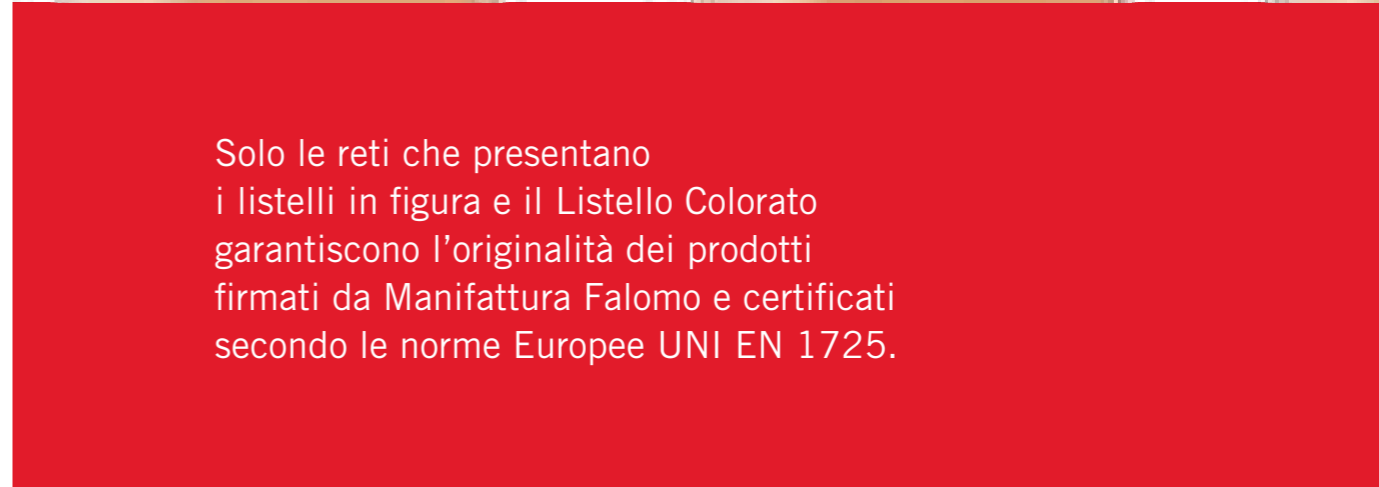 Solo le reti che presentano
i listelli in figura e il Listello Colorato
garantiscono l’originalità dei prodotti
firmati da Manifattura Falomo e certificati
secondo le norme Europee UNI EN 1725.